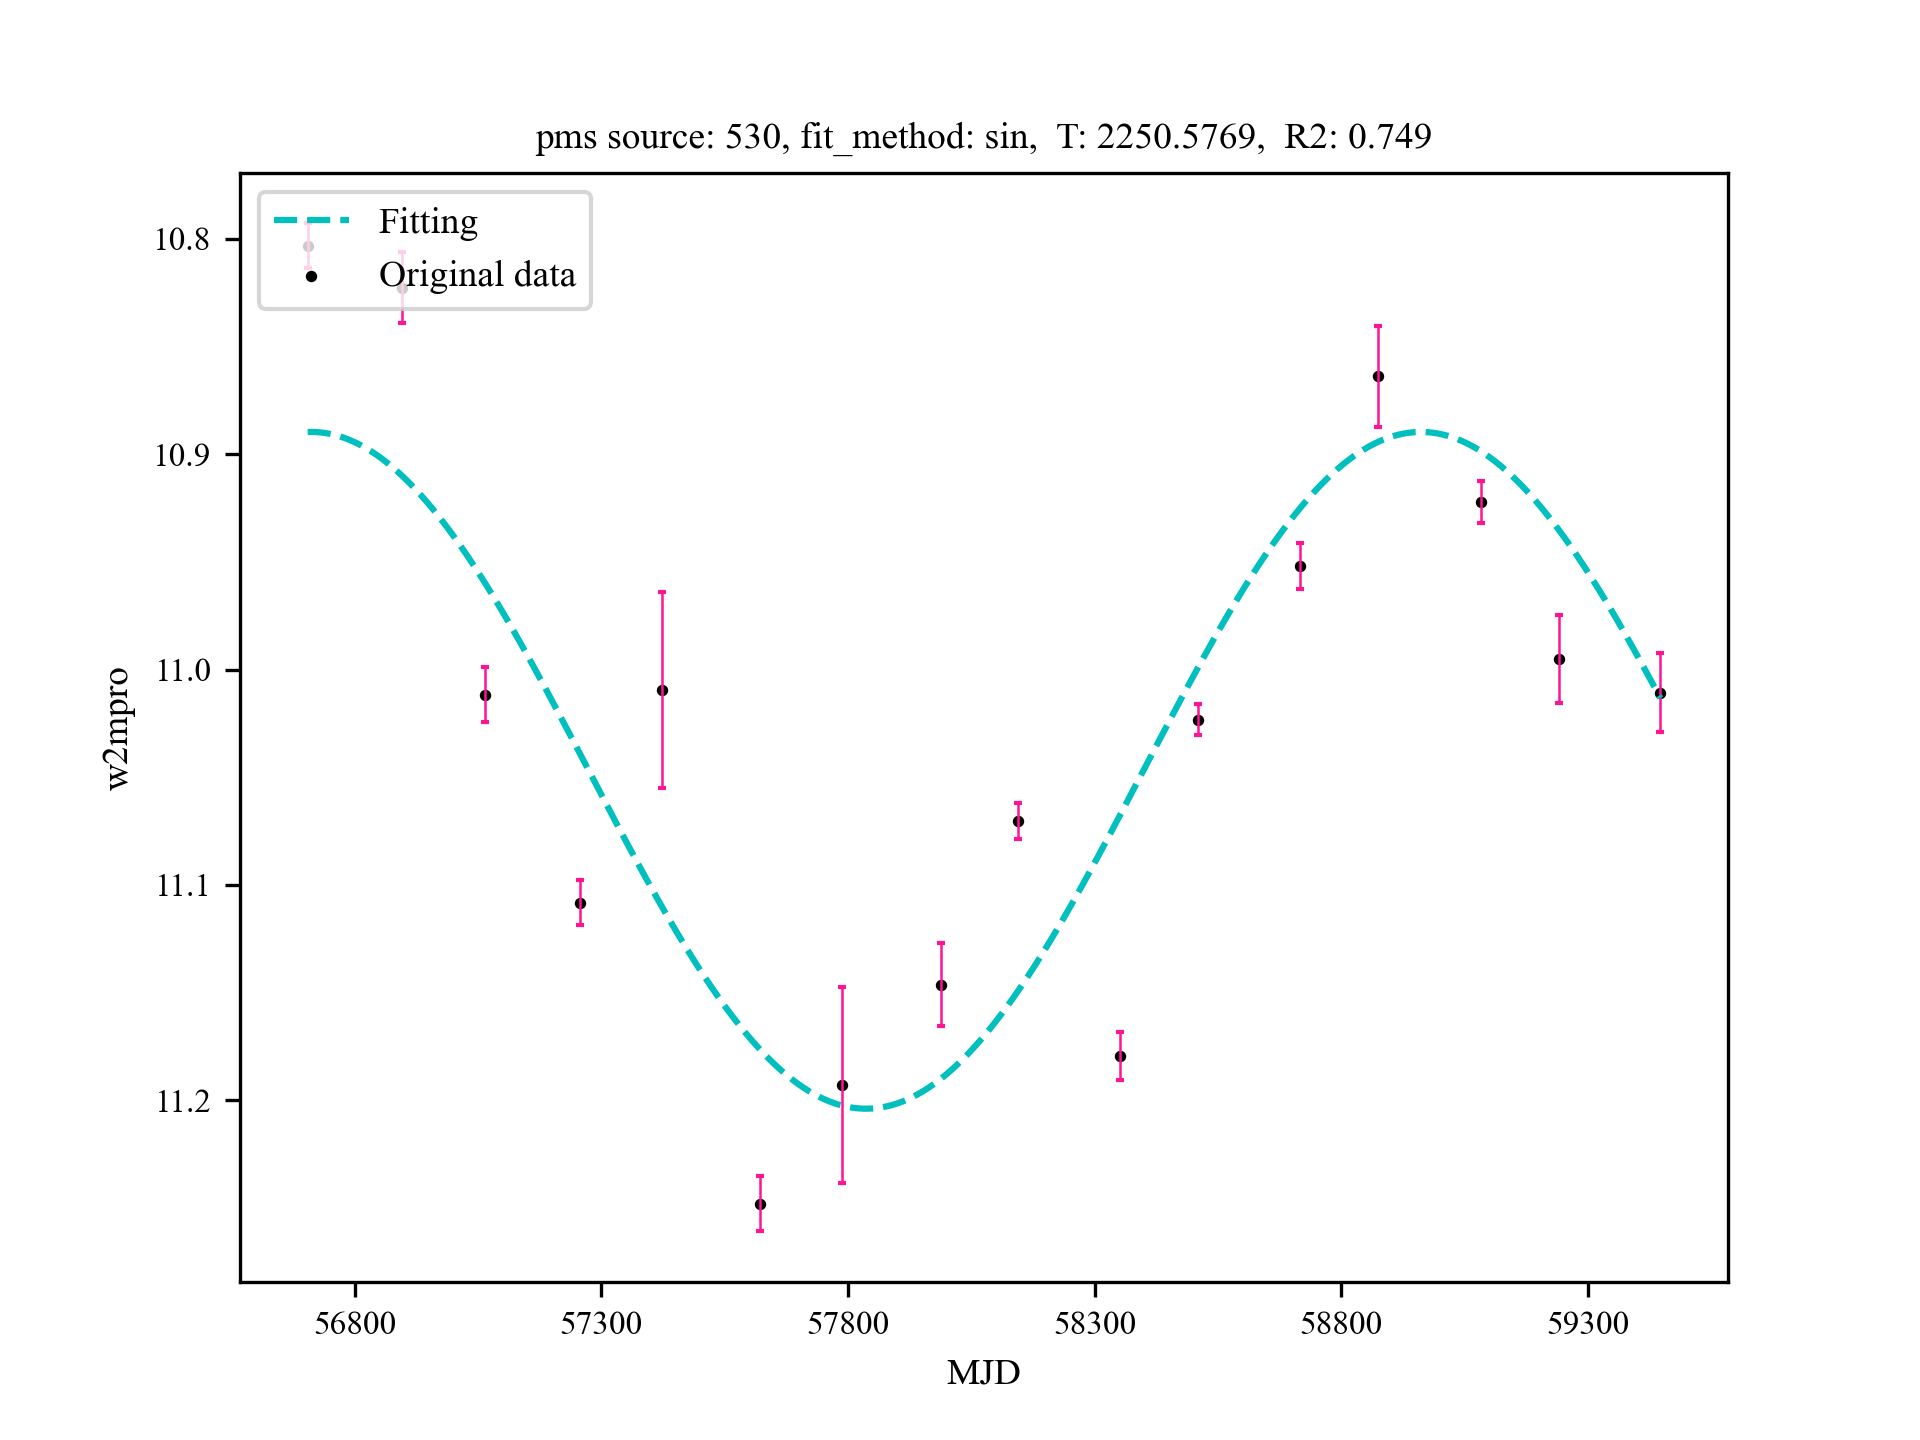 pms source: 530, fit_method: sin,  T: 2250.5769,  R2: 0.749
Fitting
Original data
10.8
10.9
11.0
11.1
11.2
w2mpro
56800
57300
57800
58300
58800
59300
MJD